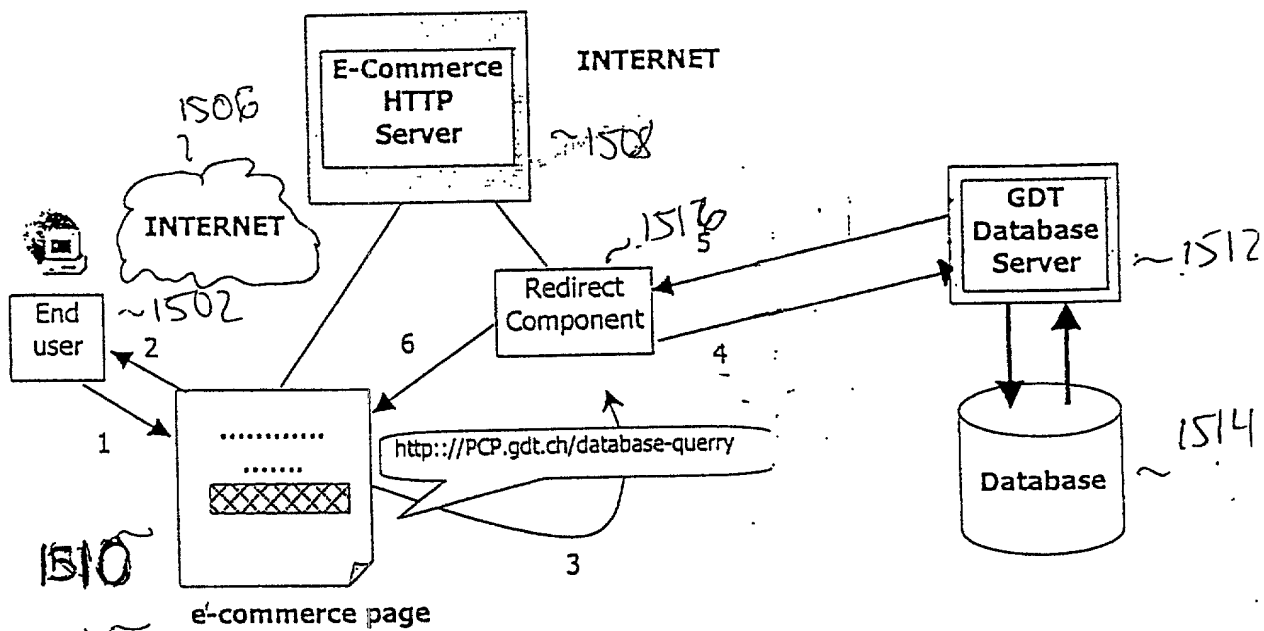 E-Commerce
HTTP
Server
INTERNET
1506
~1508
INTERNET
GDT
Database
Server
~1512
5
Redirect
Component
End
user
~1502
2
6
4
1
http:://PCP.gdt.ch/database-querry
Database
~1514
1510
3
e-commerce page